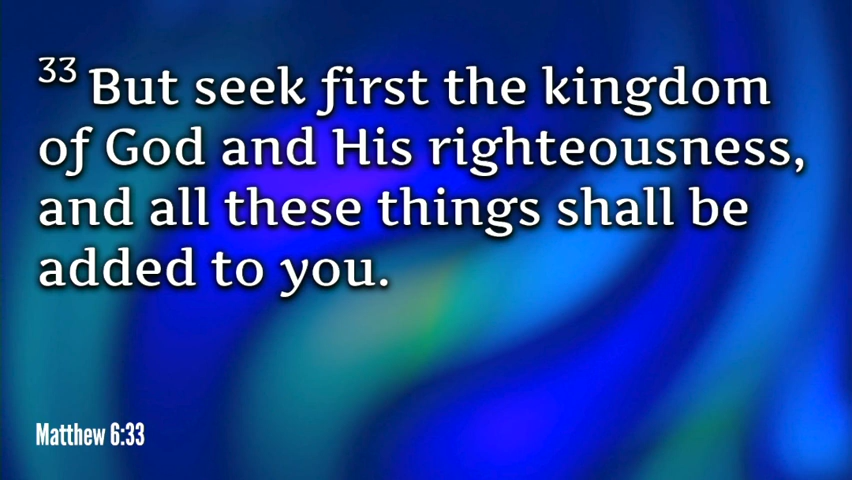 33 But seek first the kingdom
of God and His righteousness,
and all these things shall be
added to you.
Matthew 6:33